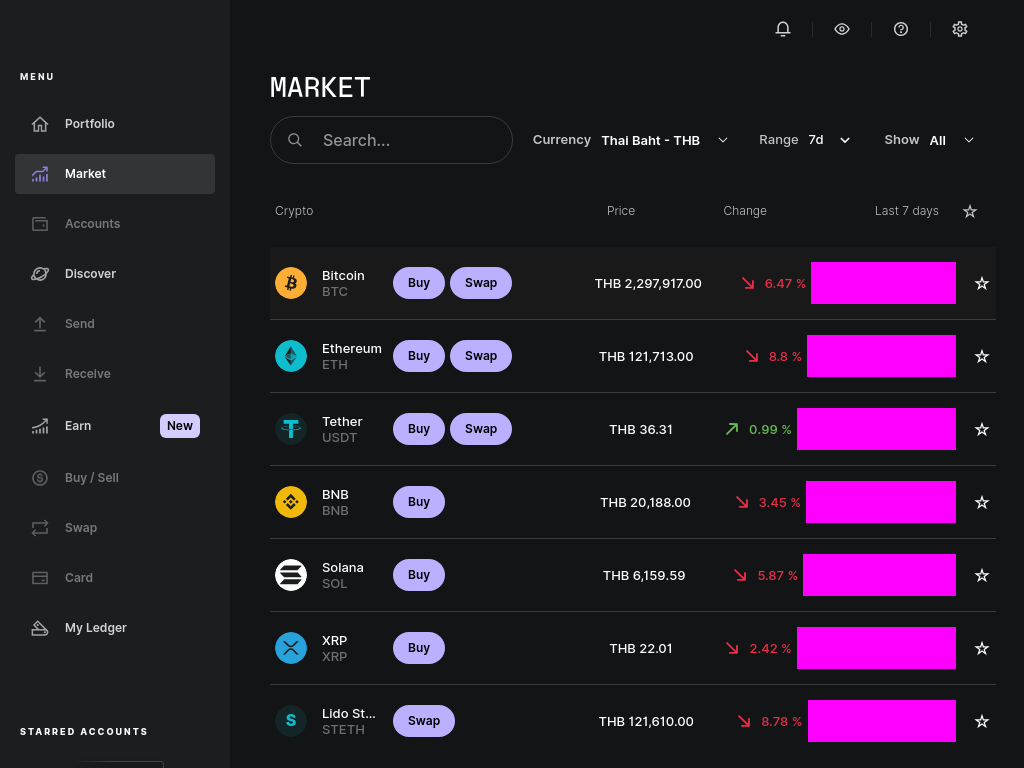 MENU
Portfolio
Market
Accounts
Discover
Send
Receive
Earn New
Buy / Sell
Swap
Card
My Ledger
STARRED ACCOUNTS
MARKET
Search... Currency Thai Baht - THB Range 7d Show All
Crypto Price Change Last 7 days
Bitcoin
BTC
Buy Swap THB 2,297,917.00 6.47 %
Ethereum
ETH
Buy Swap THB 121,713.00 8.8 %
Tether
USDT
Buy Swap THB 36.31 0.99 %
BNB
BNB
Buy THB 20,188.00 3.45 %
Solana
SOL
Buy THB 6,159.59 5.87 %
XRP
XRP
Buy THB 22.01 2.42 %
Lido St...
STETH
Swap THB 121,610.00 8.78 %